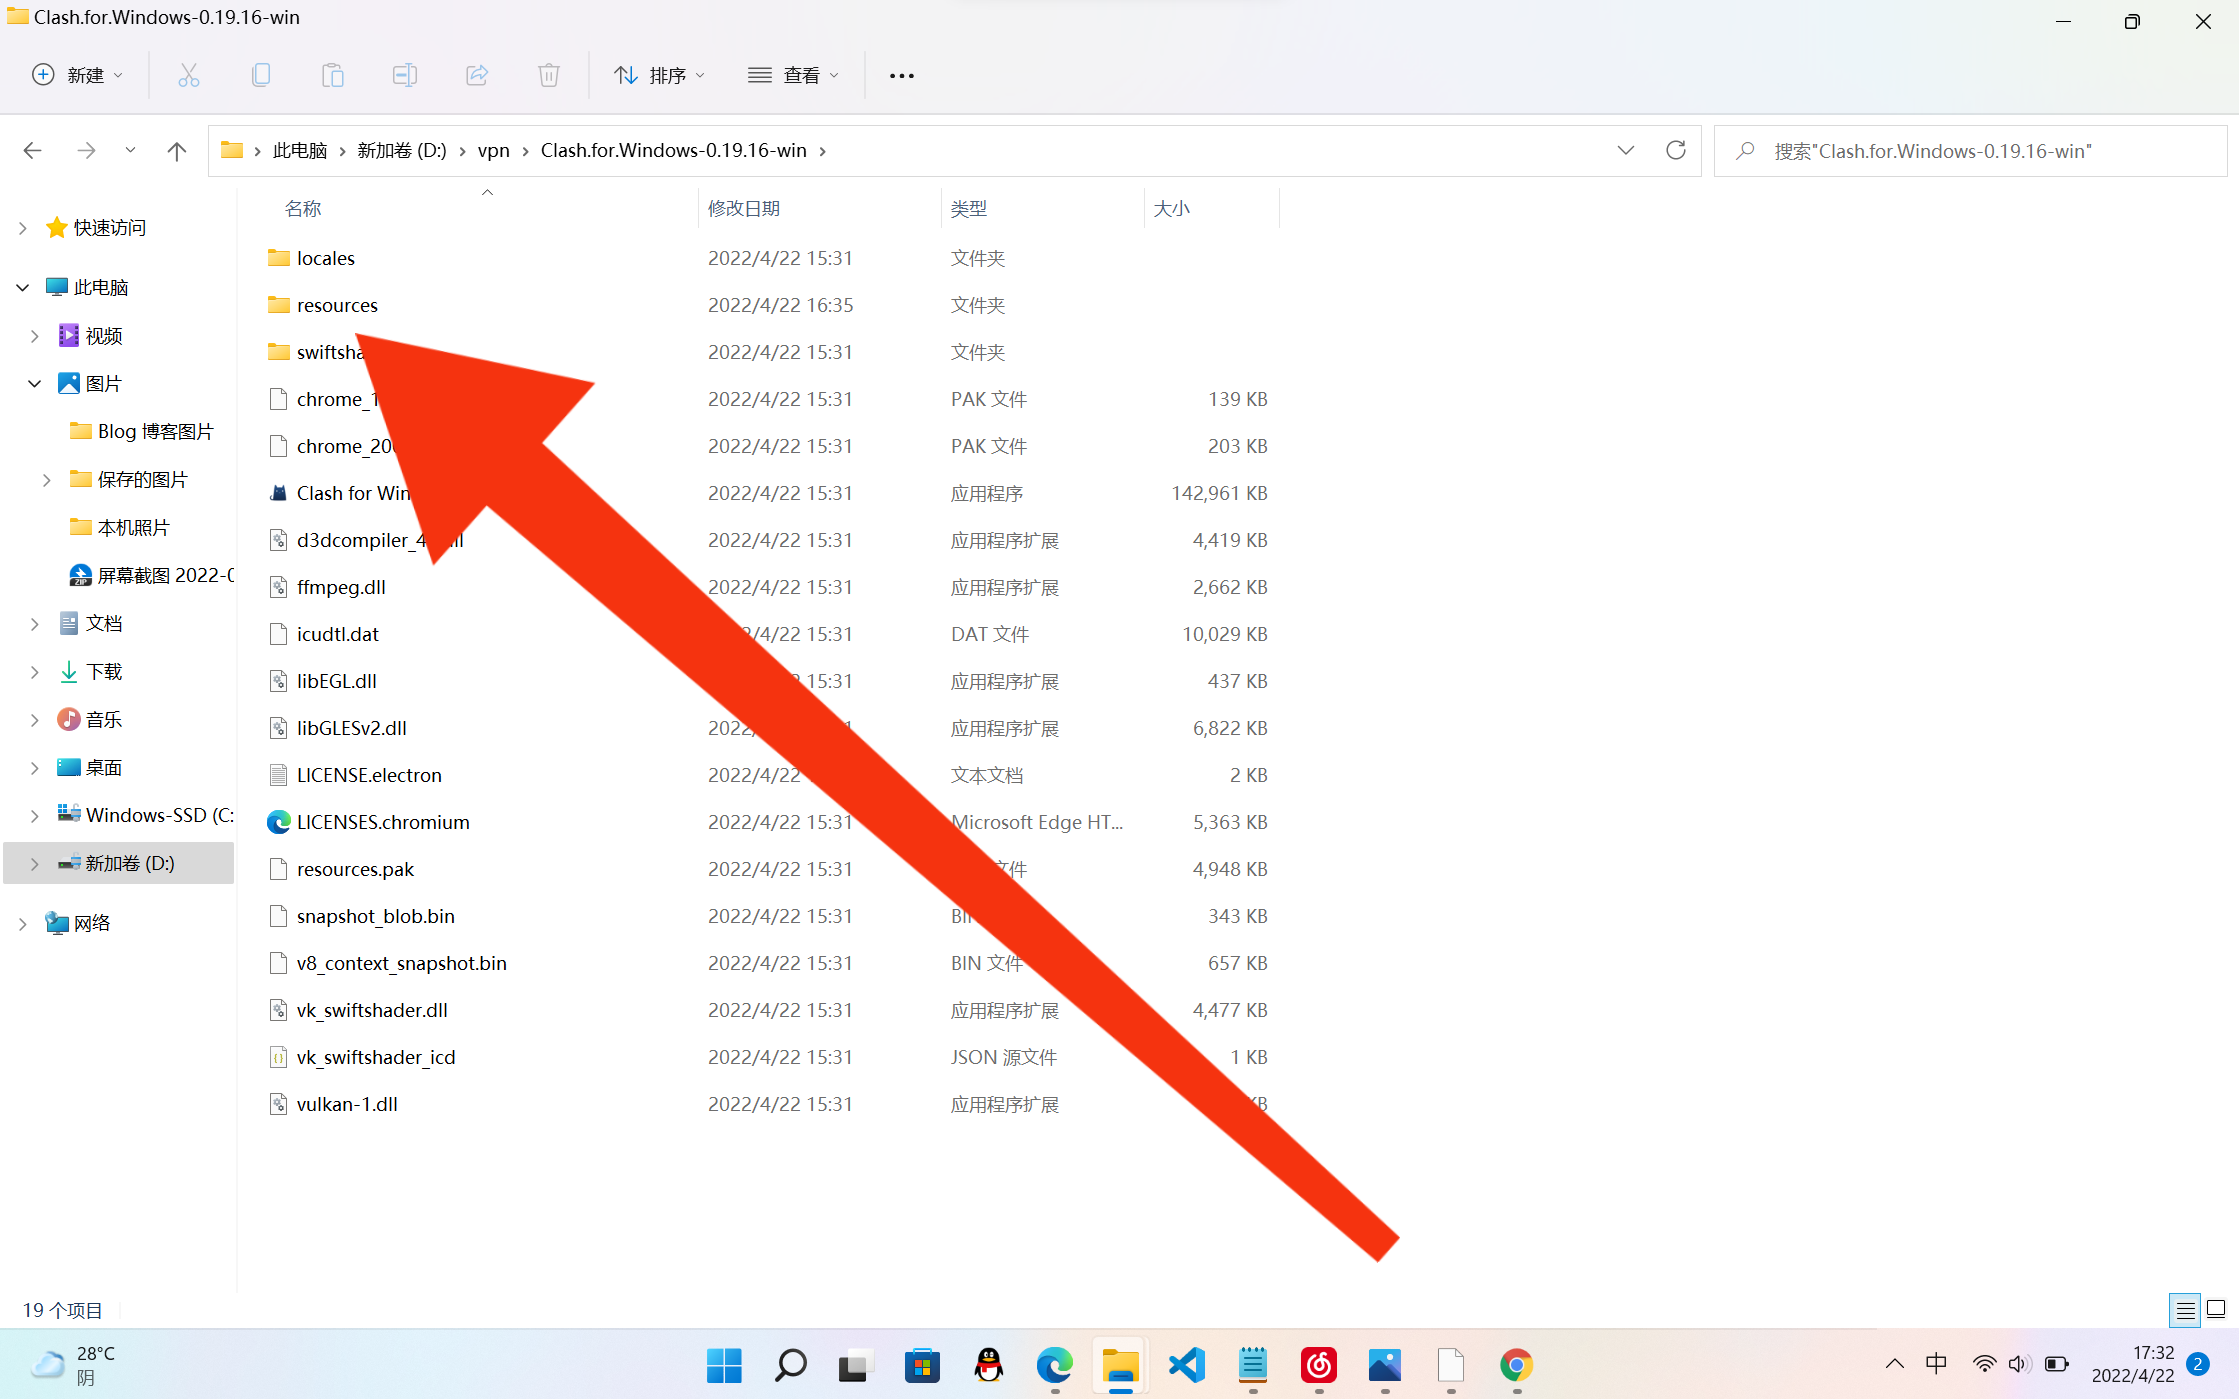 Clash.for.Windows-0.19.16-win
新建 排序 查看
此电脑 新加卷 (D:) vpn Clash.for.Windows-0.19.16-win 搜索"Clash.for.Windows-0.19.16-win"
名称 修改日期 类型 大小
快速访问
此电脑
视频
图片
Blog 博客图片
保存的图片
本机照片
屏幕截图 2022-0
文档
下载
音乐
桌面
Windows-SSD (C:
新加卷 (D:)
网络
locales 2022/4/22 15:31 文件夹
resources 2022/4/22 16:35 文件夹
swiftsha 2022/4/22 15:31 文件夹
chrome_1 2022/4/22 15:31 PAK 文件 139 KB
chrome_20 2022/4/22 15:31 PAK 文件 203 KB
Clash for Win 2022/4/22 15:31 应用程序 142,961 KB
d3dcompiler_4 2022/4/22 15:31 应用程序扩展 4,419 KB
ffmpeg.dll 2022/4/22 15:31 应用程序扩展 2,662 KB
icudtl.dat /4/22 15:31 DAT 文件 10,029 KB
libEGL.dll 15:31 应用程序扩展 437 KB
libGLESv2.dll 2022/ 应用程序扩展 6,822 KB
LICENSE.electron 2022/4/22 文本文档 2 KB
LICENSES.chromium 2022/4/22 15:31 Microsoft Edge HT... 5,363 KB
resources.pak 2022/4/22 15:31 文件 4,948 KB
snapshot_blob.bin 2022/4/22 15:31 343 KB
v8_context_snapshot.bin 2022/4/22 15:31 BIN 文件 657 KB
vk_swiftshader.dll 2022/4/22 15:31 应用程序扩展 4,477 KB
vk_swiftshader_icd 2022/4/22 15:31 JSON 源文件 1 KB
vulkan-1.dll 2022/4/22 15:31 应用程序扩展 KB
19 个项目
28°C
阴
中
17:32
2022/4/22
2